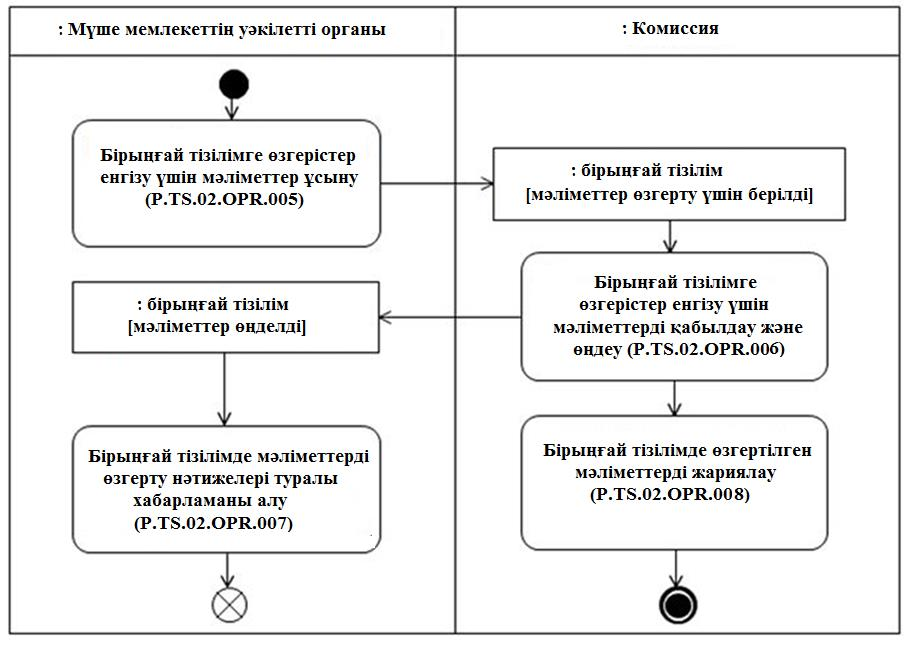 : Мүше мемлекеттің уәкілетті органы
: Комиссия
Бірыңғай тізілімге өзгерістер
енгізу үшін мәліметтер ұсыну
(P.TS.02.OPR.005)
: бірыңғай тізілім
[мәліметтер өзгерту үшін берілді]
Бірыңғай тізілімге
өзгерістер енгізу үшін
мәліметтерді қабылдау және
өңдеу (P.TS.02.OPR.006)
: бірыңғай тізілім
[мәліметтер өңделді]
Бірыңғай тізілімде мәліметтерді
өзгерту нәтижелері туралы
хабарламаны алу
(P.TS.02.OPR.007)
Бірыңғай тізілімде өзгертілген
мәліметтерді жариялау
(P.TS.02.OPR.008)